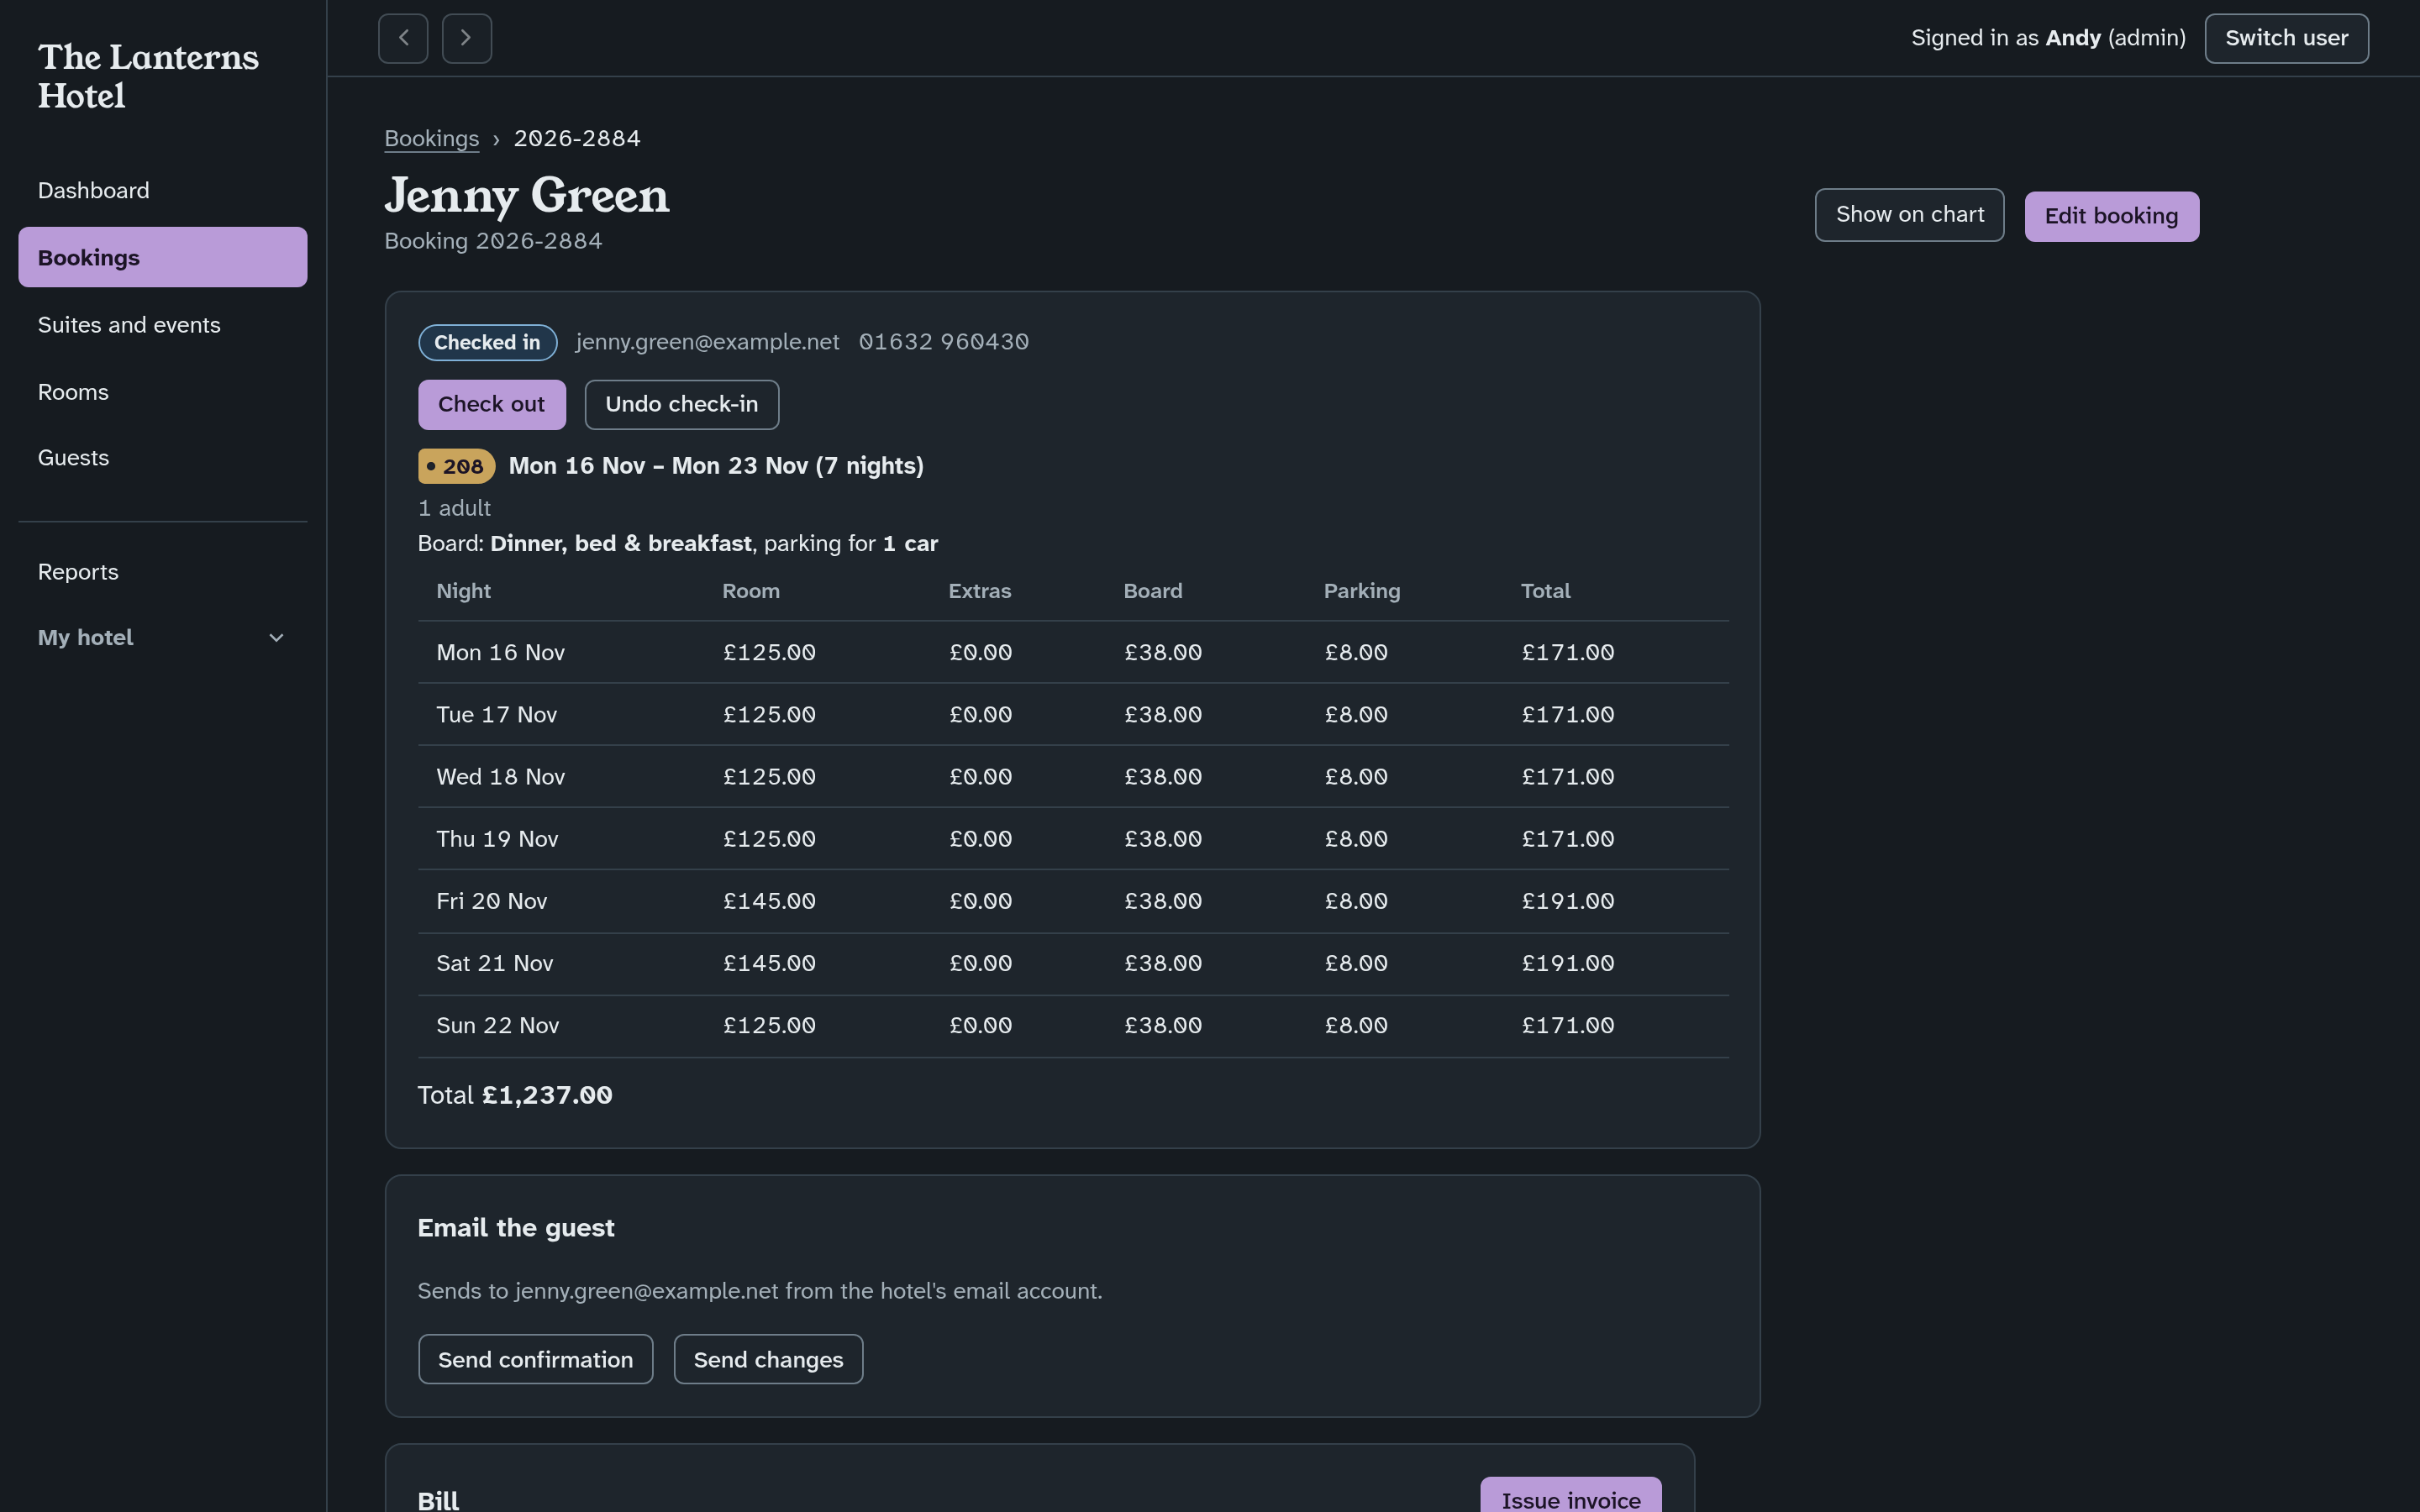 The Lanterns
Hotel
Dashboard
Bookings
Suites and events
Rooms
Guests
Reports
My hotel
Signed in as Andy (admin)
Switch user
Bookings › 2026-2884
Jenny Green
Booking 2026-2884
Show on chart
Edit booking
Checked in jenny.green@example.net 01632 960430
Check out Undo check-in
208 Mon 16 Nov – Mon 23 Nov (7 nights)
1 adult
Board: Dinner, bed & breakfast, parking for 1 car
Night Room Extras Board Parking Total
Mon 16 Nov £125.00 £0.00 £38.00 £8.00 £171.00
Tue 17 Nov £125.00 £0.00 £38.00 £8.00 £171.00
Wed 18 Nov £125.00 £0.00 £38.00 £8.00 £171.00
Thu 19 Nov £125.00 £0.00 £38.00 £8.00 £171.00
Fri 20 Nov £145.00 £0.00 £38.00 £8.00 £191.00
Sat 21 Nov £145.00 £0.00 £38.00 £8.00 £191.00
Sun 22 Nov £125.00 £0.00 £38.00 £8.00 £171.00
Total £1,237.00
Email the guest
Sends to jenny.green@example.net from the hotel's email account.
Send confirmation Send changes
Bill
Issue invoice